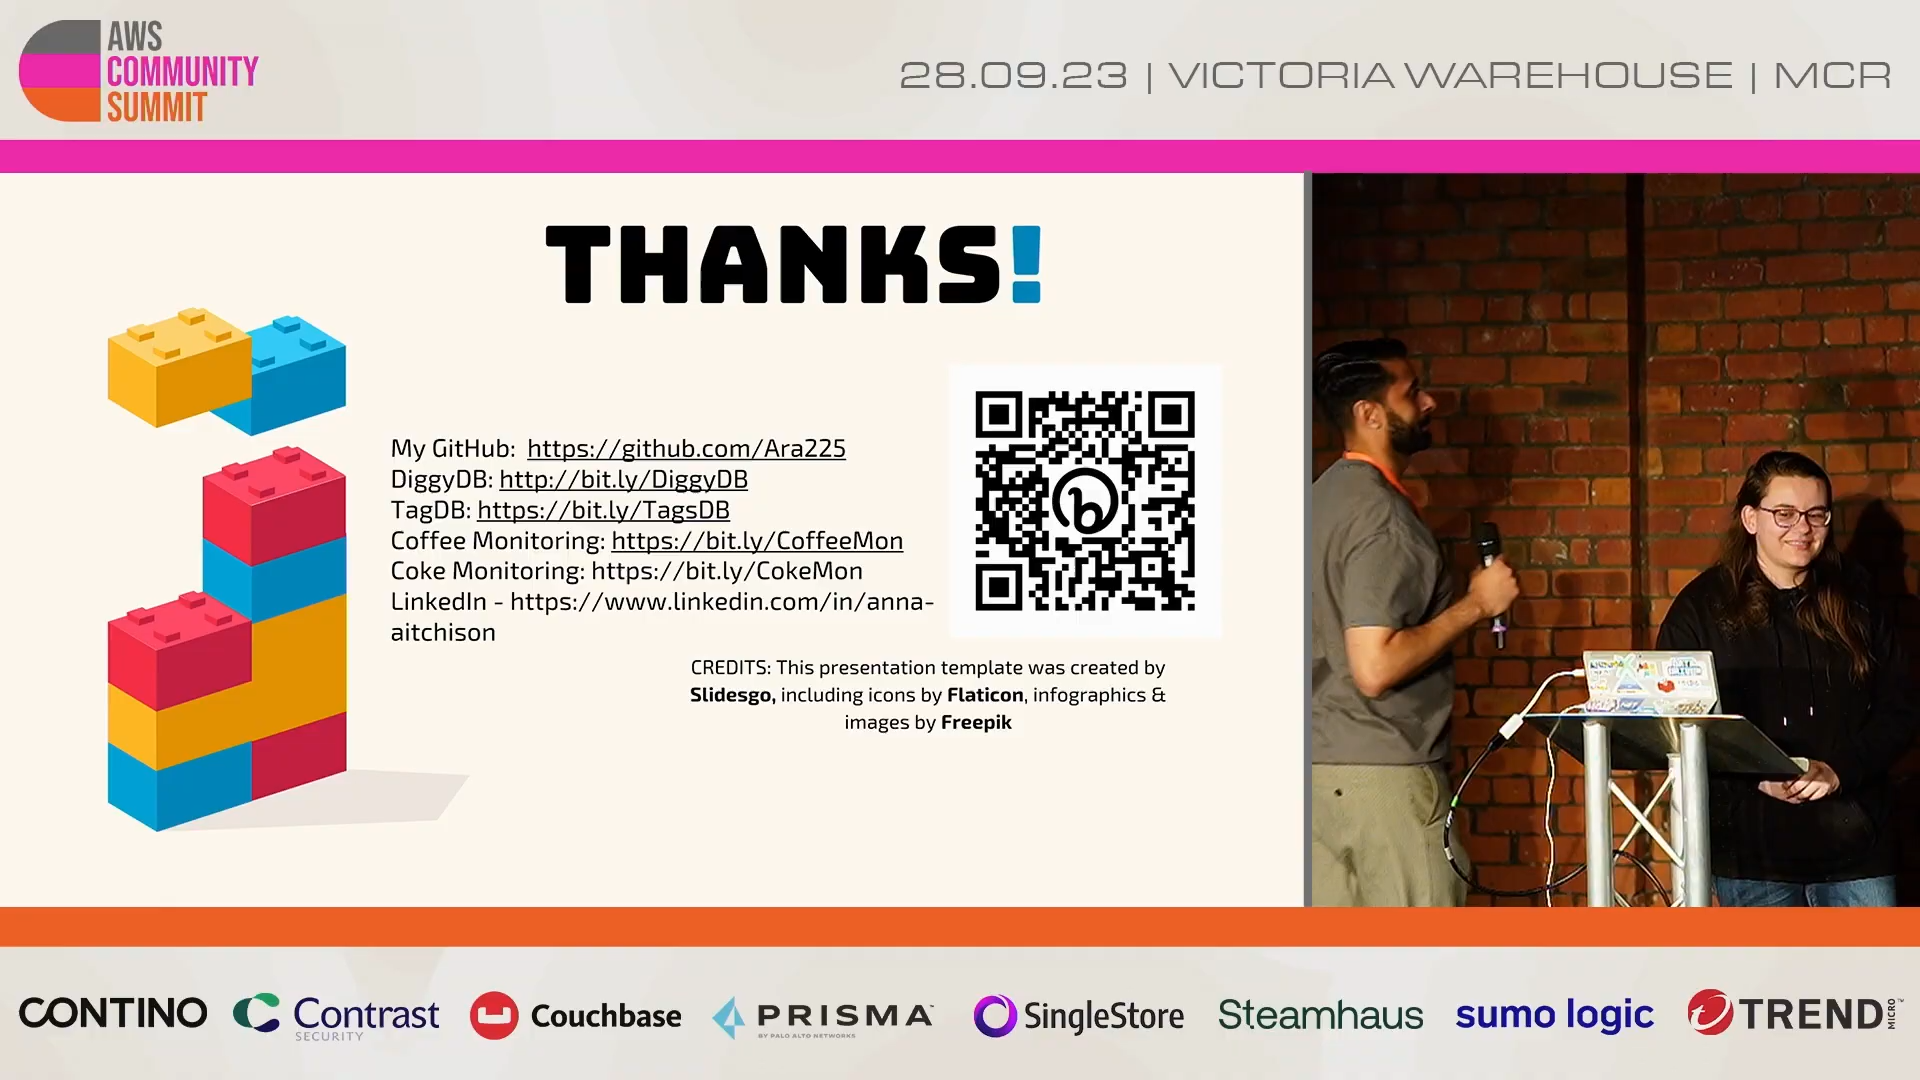 AWS
COMMUNITY
SUMMIT
28.09.23 | VICTORIA WAREHOUSE | MCR
THANKS!
My GitHub: https://github.com/Ara225
DiggyDB: http://bit.ly/DiggyDB
TagDB: https://bit.ly/TagsDB
Coffee Monitoring: https://bit.ly/CoffeeMon
Coke Monitoring: https://bit.ly/CokeMon
LinkedIn - https://www.linkedin.com/in/anna-
aitchison
CREDITS: This presentation template was created by
Slidesgo, including icons by Flaticon, infographics &
images by Freepik
CONTINO
Contrast
SECURITY
Couchbase
PRISMA™
BY PALO ALTO NETWORKS
SingleStore
Steamhaus
sumo logic
TREND MICRO™